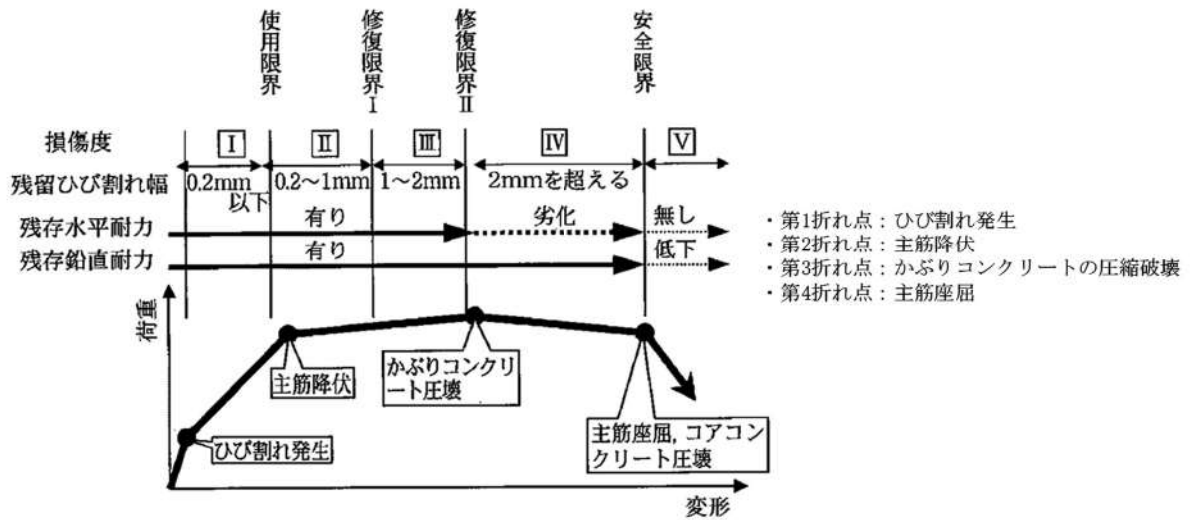 使用限界
修復限界Ⅰ
修復限界Ⅱ
安全限界
損傷度
Ⅰ
Ⅱ
Ⅲ
Ⅳ
Ⅴ
残留ひび割れ幅
0.2mm
以下
0.2～1mm
1～2mm
2mmを超える
残存水平耐力
有り
劣化
無し
残存鉛直耐力
有り
低下
・第1折れ点：ひび割れ発生
・第2折れ点：主筋降伏
・第3折れ点：かぶりコンクリートの圧縮破壊
・第4折れ点：主筋座屈
荷重
主筋降伏
かぶりコンクリ
ート圧壊
ひび割れ発生
主筋座屈，コアコン
クリート圧壊
変形